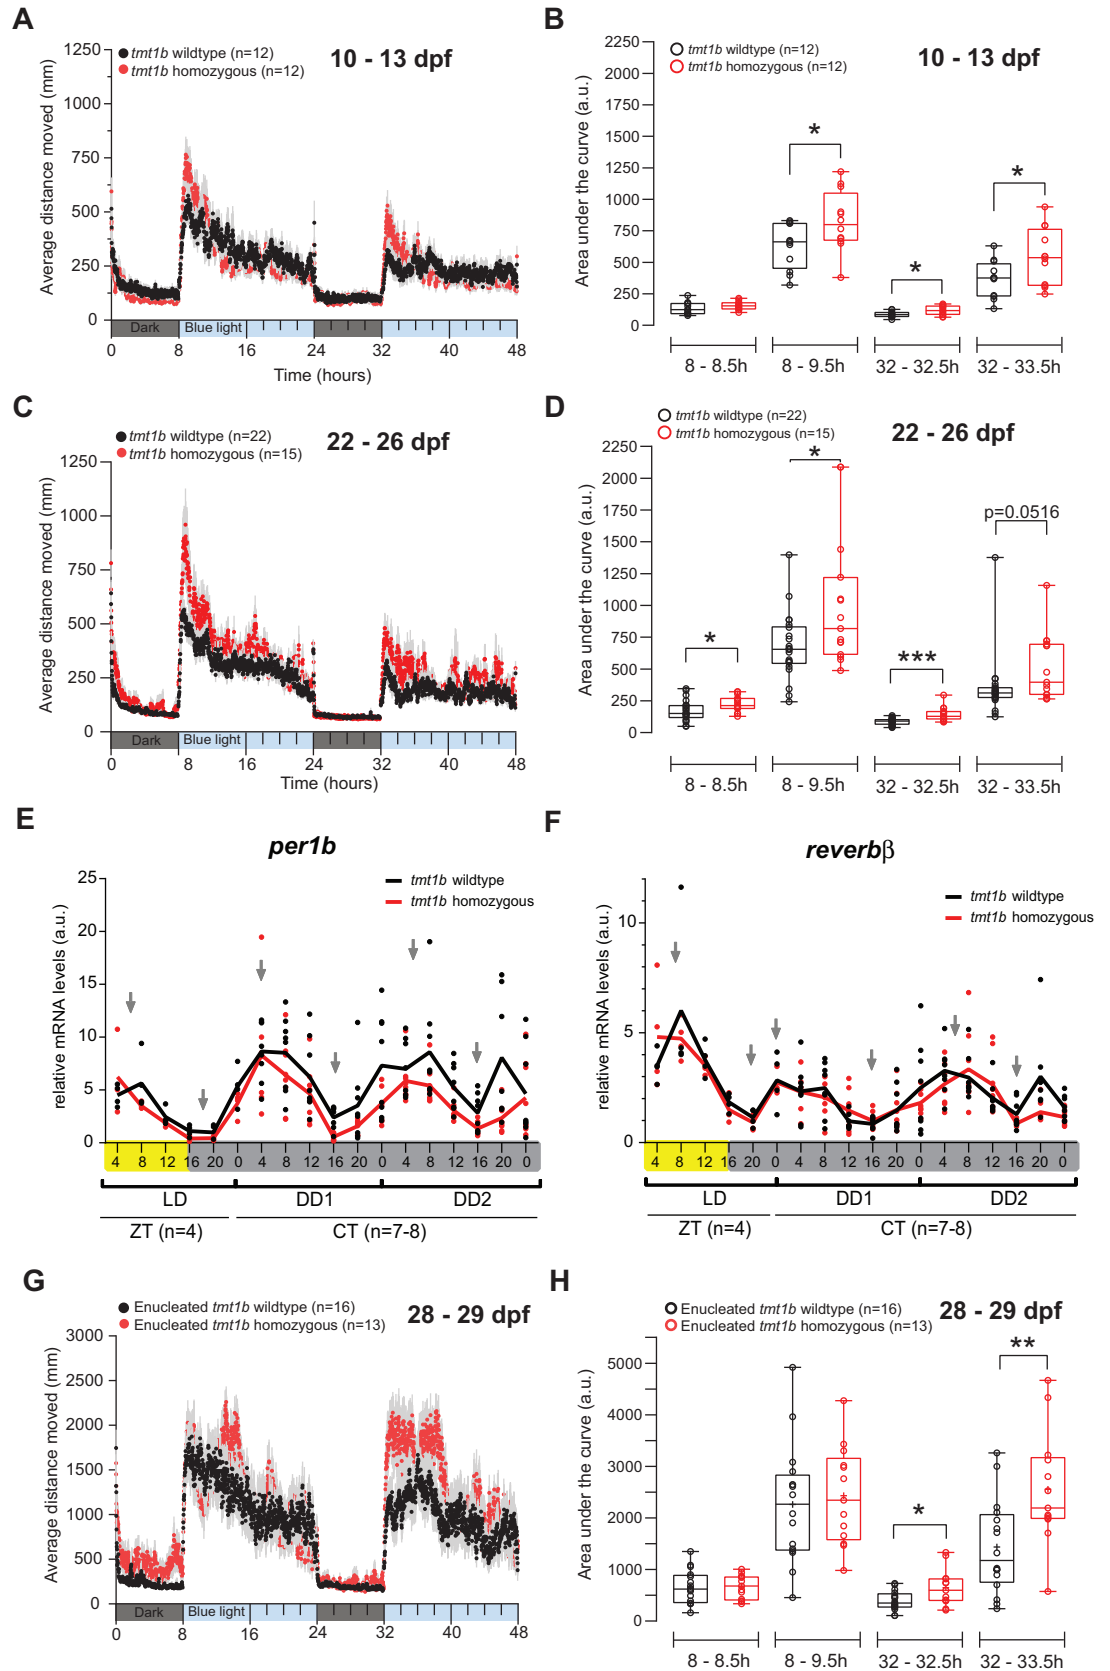 A
tmt1b wildtype (n=12)
tmt1b homozygous (n=12)
10 - 13 dpf
Average distance moved (mm)
1250
1000
750
500
250
0
Dark
Blue light
0 8 16 24 32 40 48
Time (hours)
B
tmt1b wildtype (n=12)
tmt1b homozygous (n=12)
10 - 13 dpf
Area under the curve (a.u.)
2250
2000
1750
1500
1250
1000
750
500
250
0
* * *
8 - 8.5h 8 - 9.5h 32 - 32.5h 32 - 33.5h
C
tmt1b wildtype (n=22)
tmt1b homozygous (n=15)
22 - 26 dpf
Average distance moved (mm)
1250
1000
750
500
250
0
Dark
Blue light
0 8 16 24 32 40 48
Time (hours)
D
tmt1b wildtype (n=22)
tmt1b homozygous (n=15)
22 - 26 dpf
Area under the curve (a.u.)
2250
2000
1750
1500
1250
1000
750
500
250
0
* * *** p=0.0516
8 - 8.5h 8 - 9.5h 32 - 32.5h 32 - 33.5h
E
per1b
tmt1b wildtype
tmt1b homozygous
relative mRNA levels (a.u.)
25
20
15
10
5
0
4 8 12 16 20 0 4 8 12 16 20 0 4 8 12 16 20 0
LD DD1 DD2
ZT (n=4) CT (n=7-8)
F
reverbβ
tmt1b wildtype
tmt1b homozygous
relative mRNA levels (a.u.)
10
5
0
4 8 12 16 20 0 4 8 12 16 20 0 4 8 12 16 20 0
LD DD1 DD2
ZT (n=4) CT (n=7-8)
G
Enucleated tmt1b wildtype (n=16)
Enucleated tmt1b homozygous (n=13)
28 - 29 dpf
Average distance moved (mm)
3000
2500
2000
1500
1000
500
0
Dark
Blue light
0 8 16 24 32 40 48
H
Enucleated tmt1b wildtype (n=16)
Enucleated tmt1b homozygous (n=13)
28 - 29 dpf
Area under the curve (a.u.)
5000
4000
3000
2000
1000
0
* **
8 - 8.5h 8 - 9.5h 32 - 32.5h 32 - 33.5h